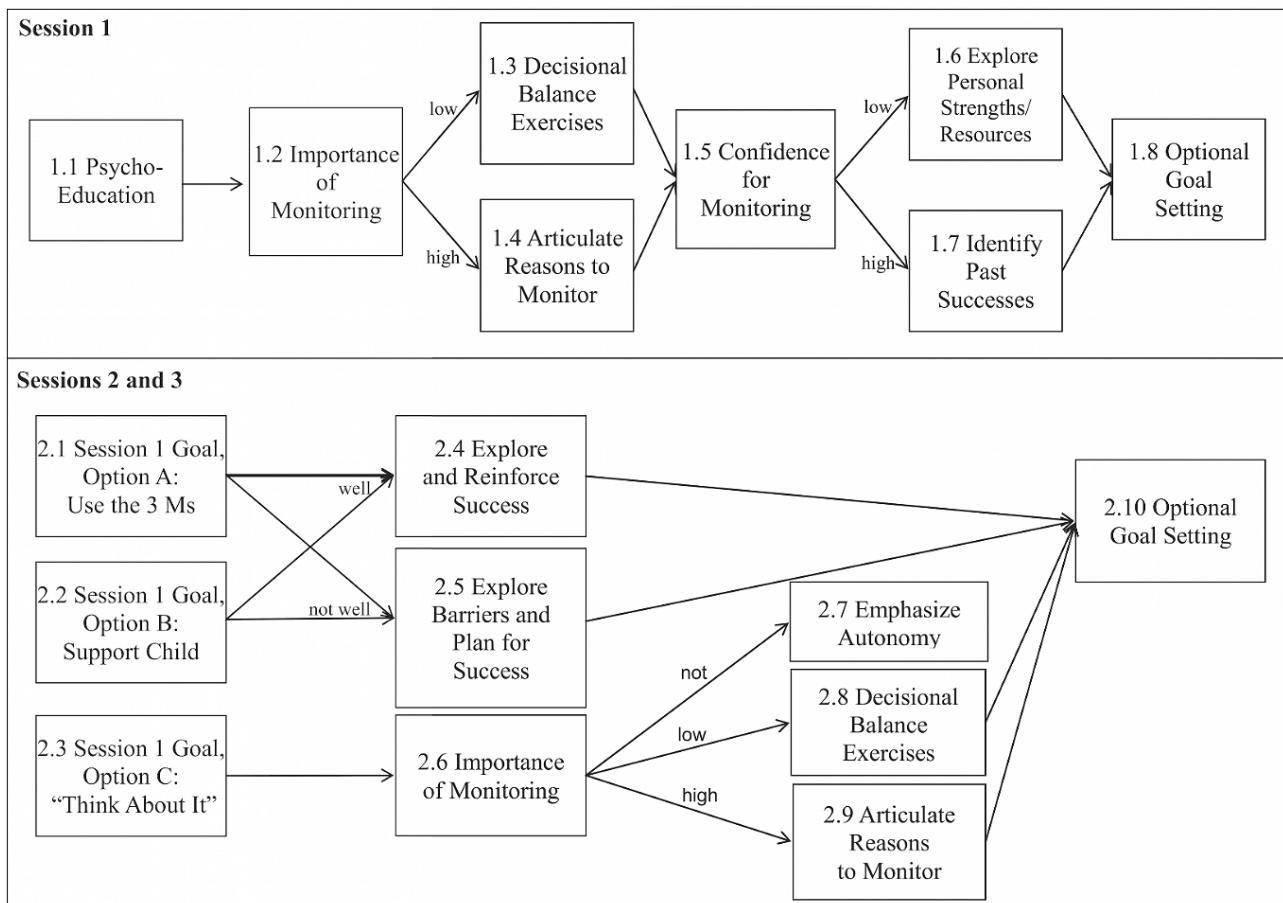 Session 1
1.1 Psycho-
Education
1.2 Importance
of
Monitoring
low
high
1.3 Decisional
Balance
Exercises
1.4 Articulate
Reasons to
Monitor
1.5 Confidence
for
Monitoring
low
high
1.6 Explore
Personal
Strengths/
Resources
1.7 Identify
Past
Successes
1.8 Optional
Goal
Setting
Sessions 2 and 3
2.1 Session 1 Goal,
Option A:
Use the 3 Ms
2.2 Session 1 Goal,
Option B:
Support Child
2.3 Session 1 Goal,
Option C:
“Think About It”
well
not well
2.4 Explore
and Reinforce
Success
2.5 Explore
Barriers and
Plan for
Success
2.6 Importance
of Monitoring
not
low
high
2.7 Emphasize
Autonomy
2.8 Decisional
Balance
Exercises
2.9 Articulate
Reasons
to Monitor
2.10 Optional
Goal Setting